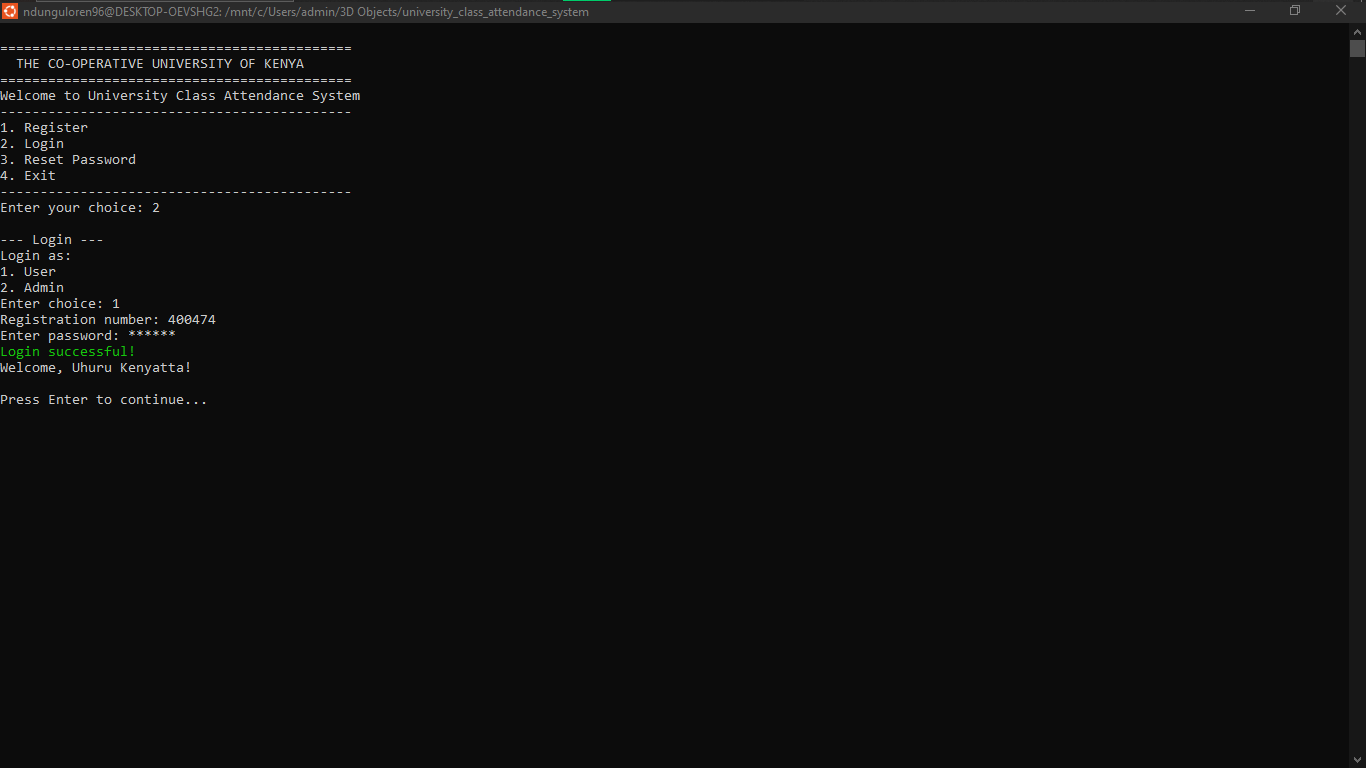 ndunguloren96@DESKTOP-OEVSHG2: /mnt/c/Users/admin/3D Objects/university_class_attendance_system
============================================
  THE CO-OPERATIVE UNIVERSITY OF KENYA
============================================
Welcome to University Class Attendance System
--------------------------------------------
1. Register
2. Login
3. Reset Password
4. Exit
--------------------------------------------
Enter your choice: 2
--- Login ---
Login as:
1. User
2. Admin
Enter choice: 1
Registration number: 400474
Enter password: ******
Login successful!
Welcome, Uhuru Kenyatta!
Press Enter to continue...